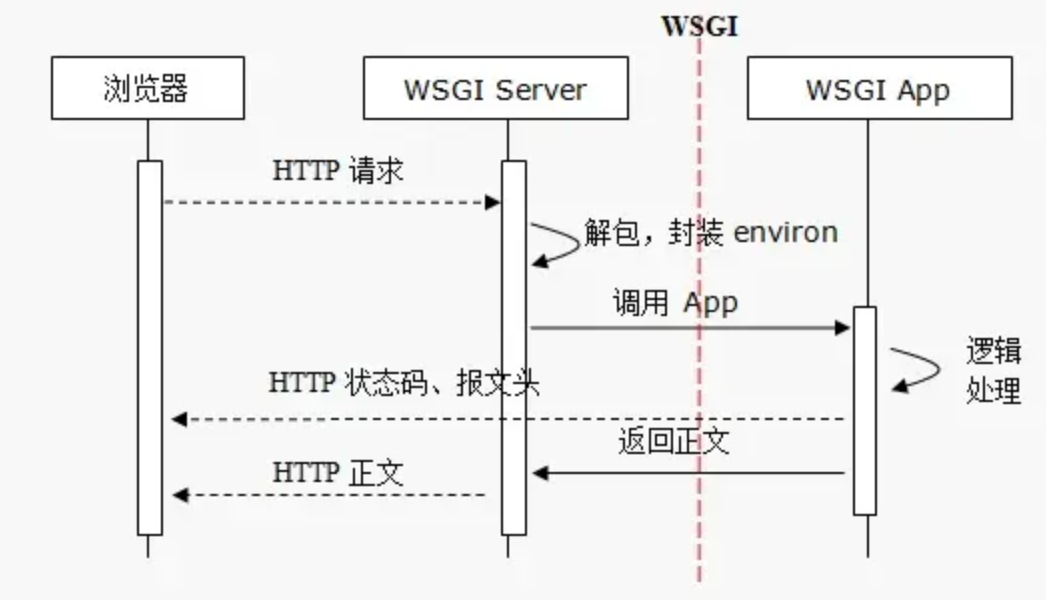 WSGI
浏览器
WSGI Server
WSGI App
HTTP 请求
解包，封装 environ
调用 App
逻辑
处理
HTTP 状态码、报文头
返回正文
HTTP 正文